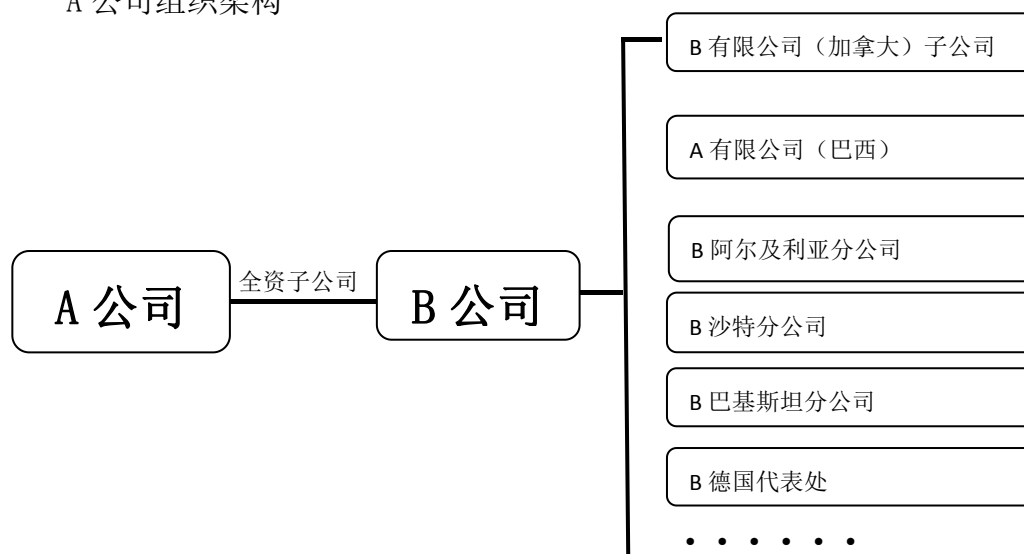 A 公司组织架构
B 有限公司（加拿大）子公司
A 有限公司（巴西）
B 阿尔及利亚分公司
全资子公司
A 公司
B 公司
B 沙特分公司
B 巴基斯坦分公司
B 德国代表处
······